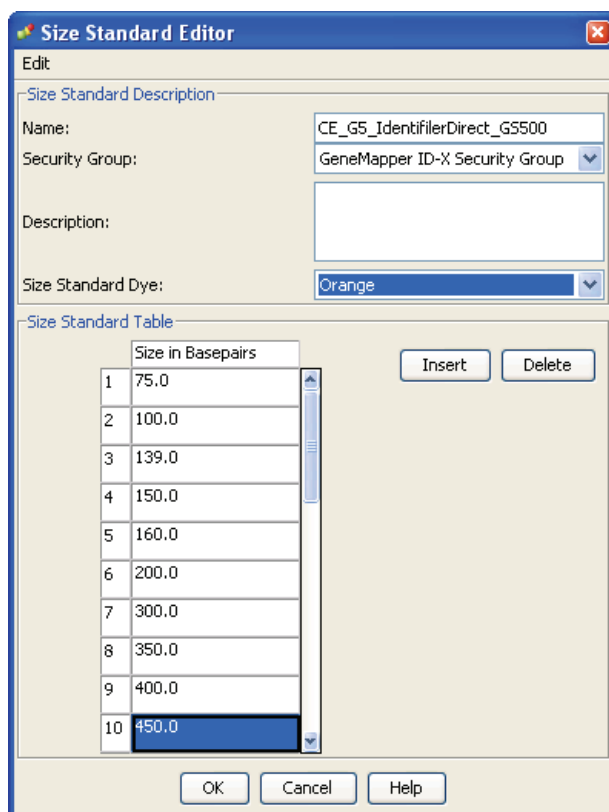 Size Standard Editor
Edit
Size Standard Description
Name: CE_G5_IdentifilerDirect_GS500
Security Group: GeneMapper ID-X Security Group
Description:
Size Standard Dye: Orange
Size Standard Table
Size in Basepairs
Insert Delete
1 75.0
2 100.0
3 139.0
4 150.0
5 160.0
6 200.0
7 300.0
8 350.0
9 400.0
10 450.0
OK Cancel Help